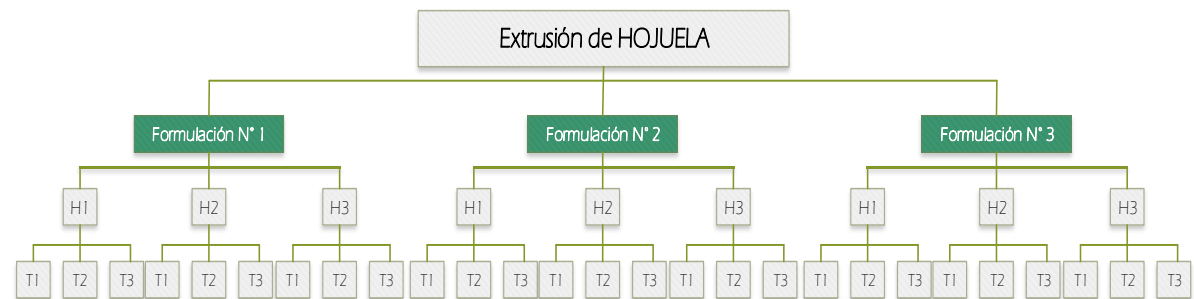 Extrusión de HOJUELA
Formulación N° 1 Formulación N° 2 Formulación N° 3
H1 H2 H3 H1 H2 H3 H1 H2 H3
T1 T2 T3 T1 T2 T3 T1 T2 T3 T1 T2 T3 T1 T2 T3 T1 T2 T3 T1 T2 T3 T1 T2 T3 T1 T2 T3